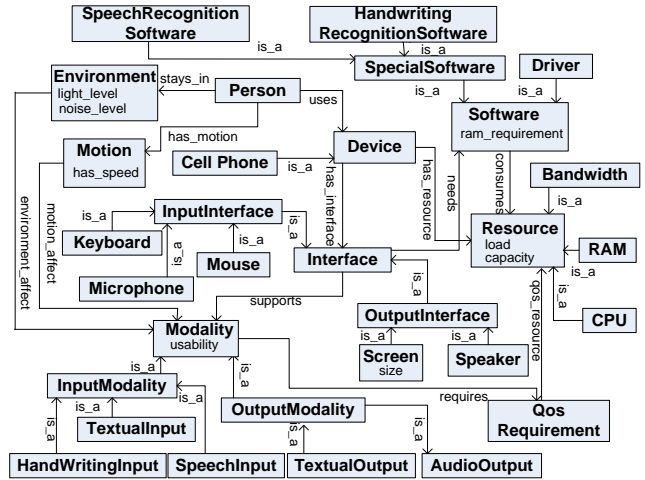 SpeechRecognition
Software
Handwriting
RecognitionSoftware
is_a
is_a
SpecialSoftware
Driver
Environment
light_level
noise_level
stays_in
Person
uses
is_a
is_a
Software
ram_requirement
has_motion
Motion
has_speed
Cell Phone
is_a
Device
has_interface
has_resource
needs
consumes
Bandwidth
is_a
environment_affect
motion_affect
is_a
InputInterface
is_a
Keyboard
is_a
is_a
Mouse
Microphone
Interface
Resource
load
capacity
RAM
is_a
supports
is_a
qos_resource
is_a
CPU
Modality
usability
OutputInterface
is_a
is_a
Screen
size
Speaker
is_a
is_a
InputModality
is_a
is_a
is_a
TextualInput
OutputModality
requires
Qos
Requirement
is_a
is_a
HandWritingInput
SpeechInput
TextualOutput
AudioOutput